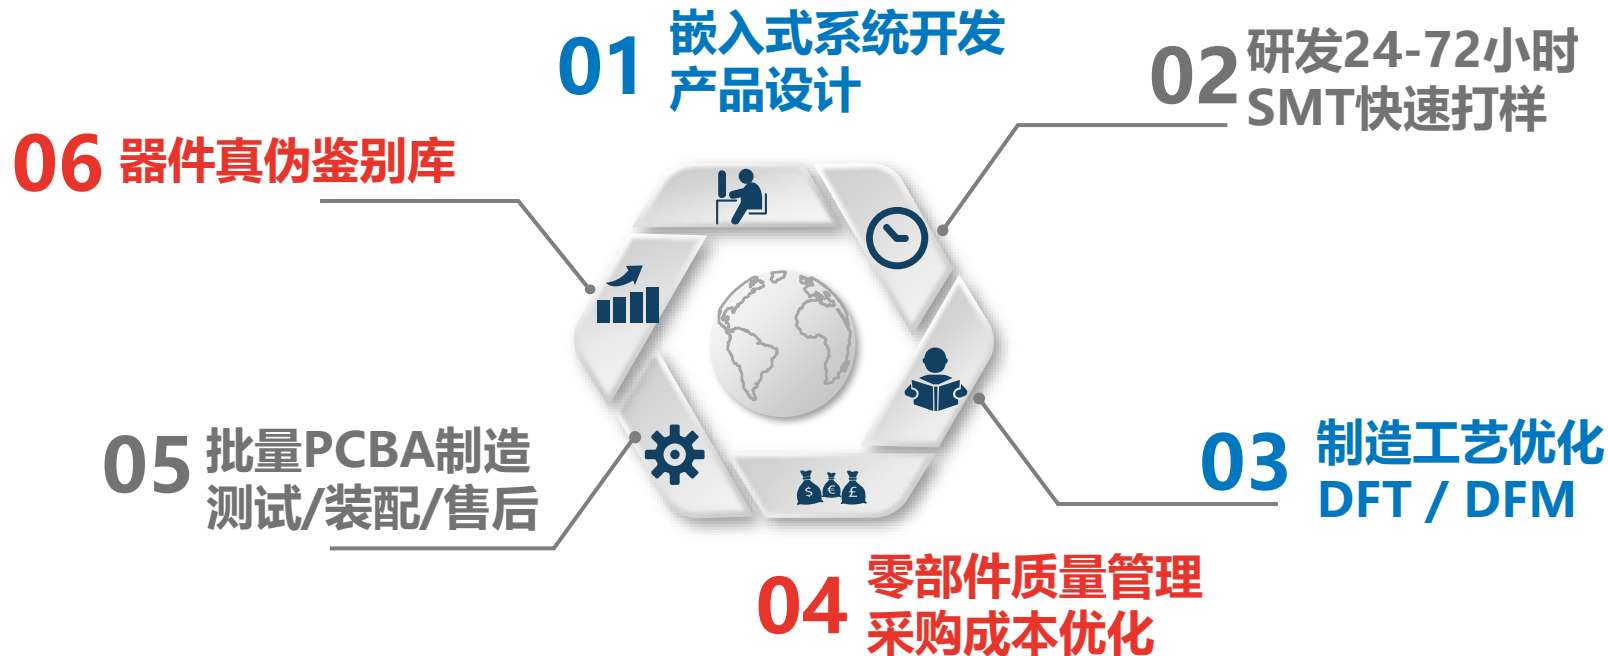 01 嵌入式系统开发
产品设计
02 研发24-72小时
SMT快速打样
03 制造工艺优化
DFT / DFM
04 零部件质量管理
采购成本优化
05 批量PCBA制造
测试/装配/售后
06 器件真伪鉴别库
$ € £